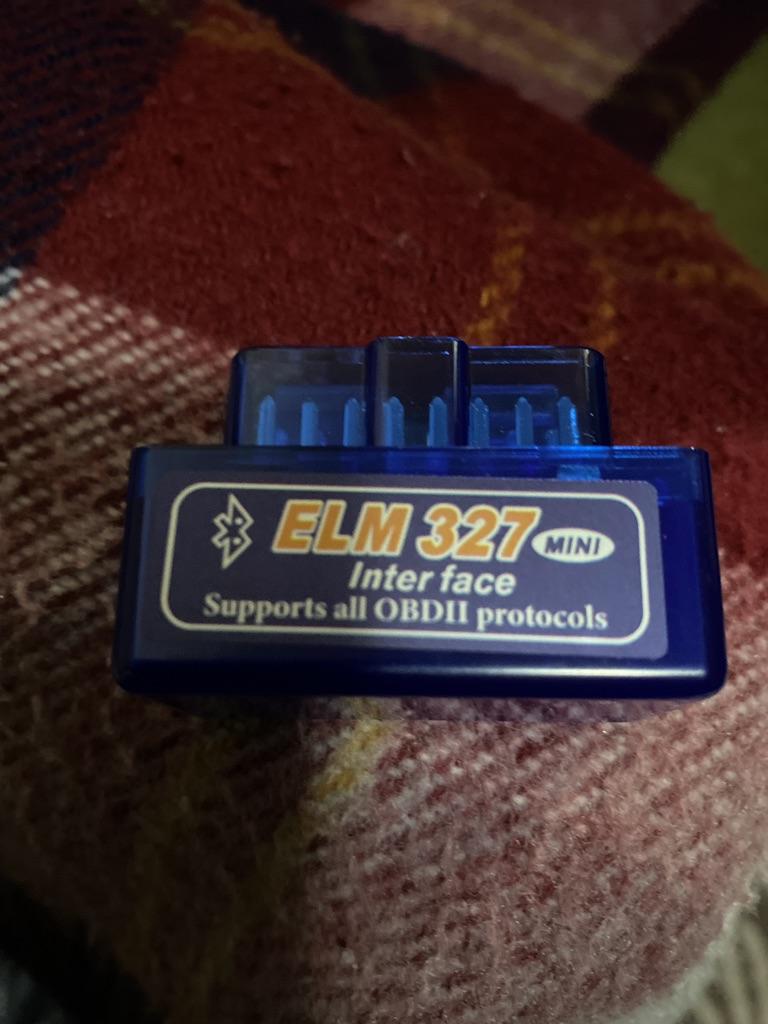 ELM 327 MINI
Inter face
Supports all OBDII protocols